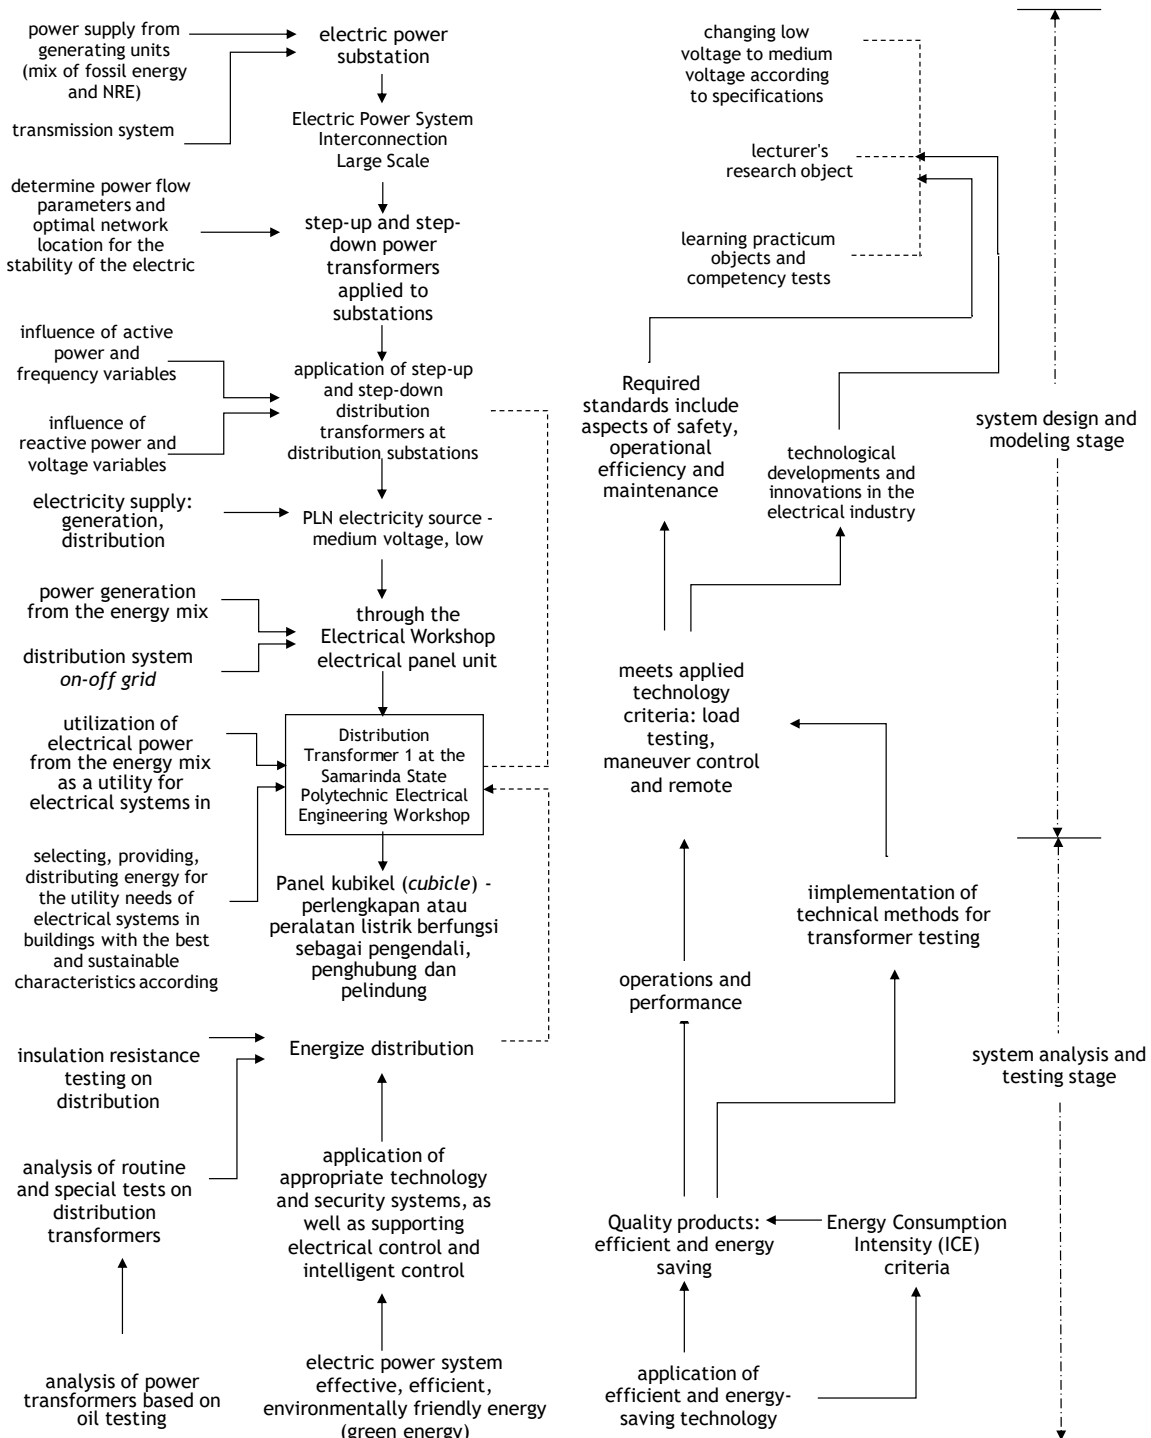 power supply from
generating units
(mix of fossil energy
and NRE)
transmission system
electric power
substation
Electric Power System
Interconnection
Large Scale
determine power flow
parameters and
optimal network
location for the
stability of the electric
step-up and step-
down power
transformers
applied to
substations
influence of active
power and
frequency variables
influence of
reactive power and
voltage variables
application of step-up
and step-down
distribution
transformers at
distribution substations
electricity supply:
generation,
distribution
PLN electricity source -
medium voltage, low
power generation
from the energy mix
distribution system
on-off grid
through the
Electrical Workshop
electrical panel unit
utilization of
electrical power
from the energy mix
as a utility for
electrical systems in
Distribution
Transformer 1 at the
Samarinda State
Polytechnic Electrical
Engineering Workshop
selecting, providing,
distributing energy for
the utility needs of
electrical systems in
buildings with the best
and sustainable
characteristics according
Panel kubikel (cubicle) -
perlengkapan atau
peralatan listrik berfungsi
sebagai pengendali,
penghubung dan
pelindung
insulation resistance
testing on
distribution
Energize distribution
analysis of routine
and special tests on
distribution
transformers
application of
appropriate technology
and security systems, as
well as supporting
electrical control and
intelligent control
analysis of power
transformers based on
oil testing
electric power system
effective, efficient,
environmentally friendly energy
(green energy)
changing low
voltage to medium
voltage according
to specifications
lecturer's
research object
learning practicum
objects and
competency tests
Required
standards include
aspects of safety,
operational
efficiency and
maintenance
technological
developments and
innovations in the
electrical industry
meets applied
technology
criteria: load
testing,
maneuver control
and remote
iimplementation of
technical methods for
transformer testing
operations and
performance
Quality products:
efficient and energy
saving
Energy Consumption
Intensity (ICE)
criteria
application of
efficient and energy-
saving technology
system design and
modeling stage
system analysis and
testing stage